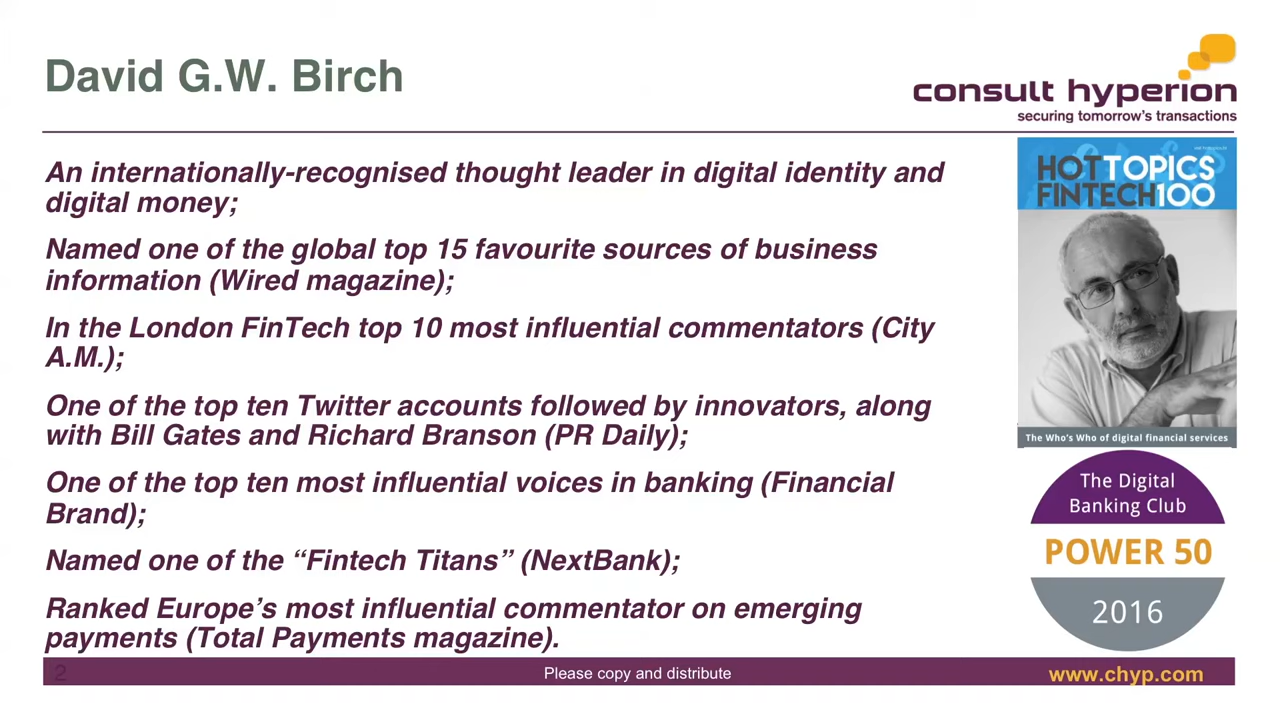 David G.W. Birch
consult hyperion
securing tomorrow's transactions
An internationally-recognised thought leader in digital identity and
digital money;
Named one of the global top 15 favourite sources of business
information (Wired magazine);
In the London FinTech top 10 most influential commentators (City
A.M.);
One of the top ten Twitter accounts followed by innovators, along
with Bill Gates and Richard Branson (PR Daily);
One of the top ten most influential voices in banking (Financial
Brand);
Named one of the “Fintech Titans” (NextBank);
Ranked Europe’s most influential commentator on emerging
payments (Total Payments magazine).
HOTTOPICS
FINTECH100
The Who's Who of digital financial services
The Digital
Banking Club
POWER 50
2016
2
Please copy and distribute
www.chyp.com